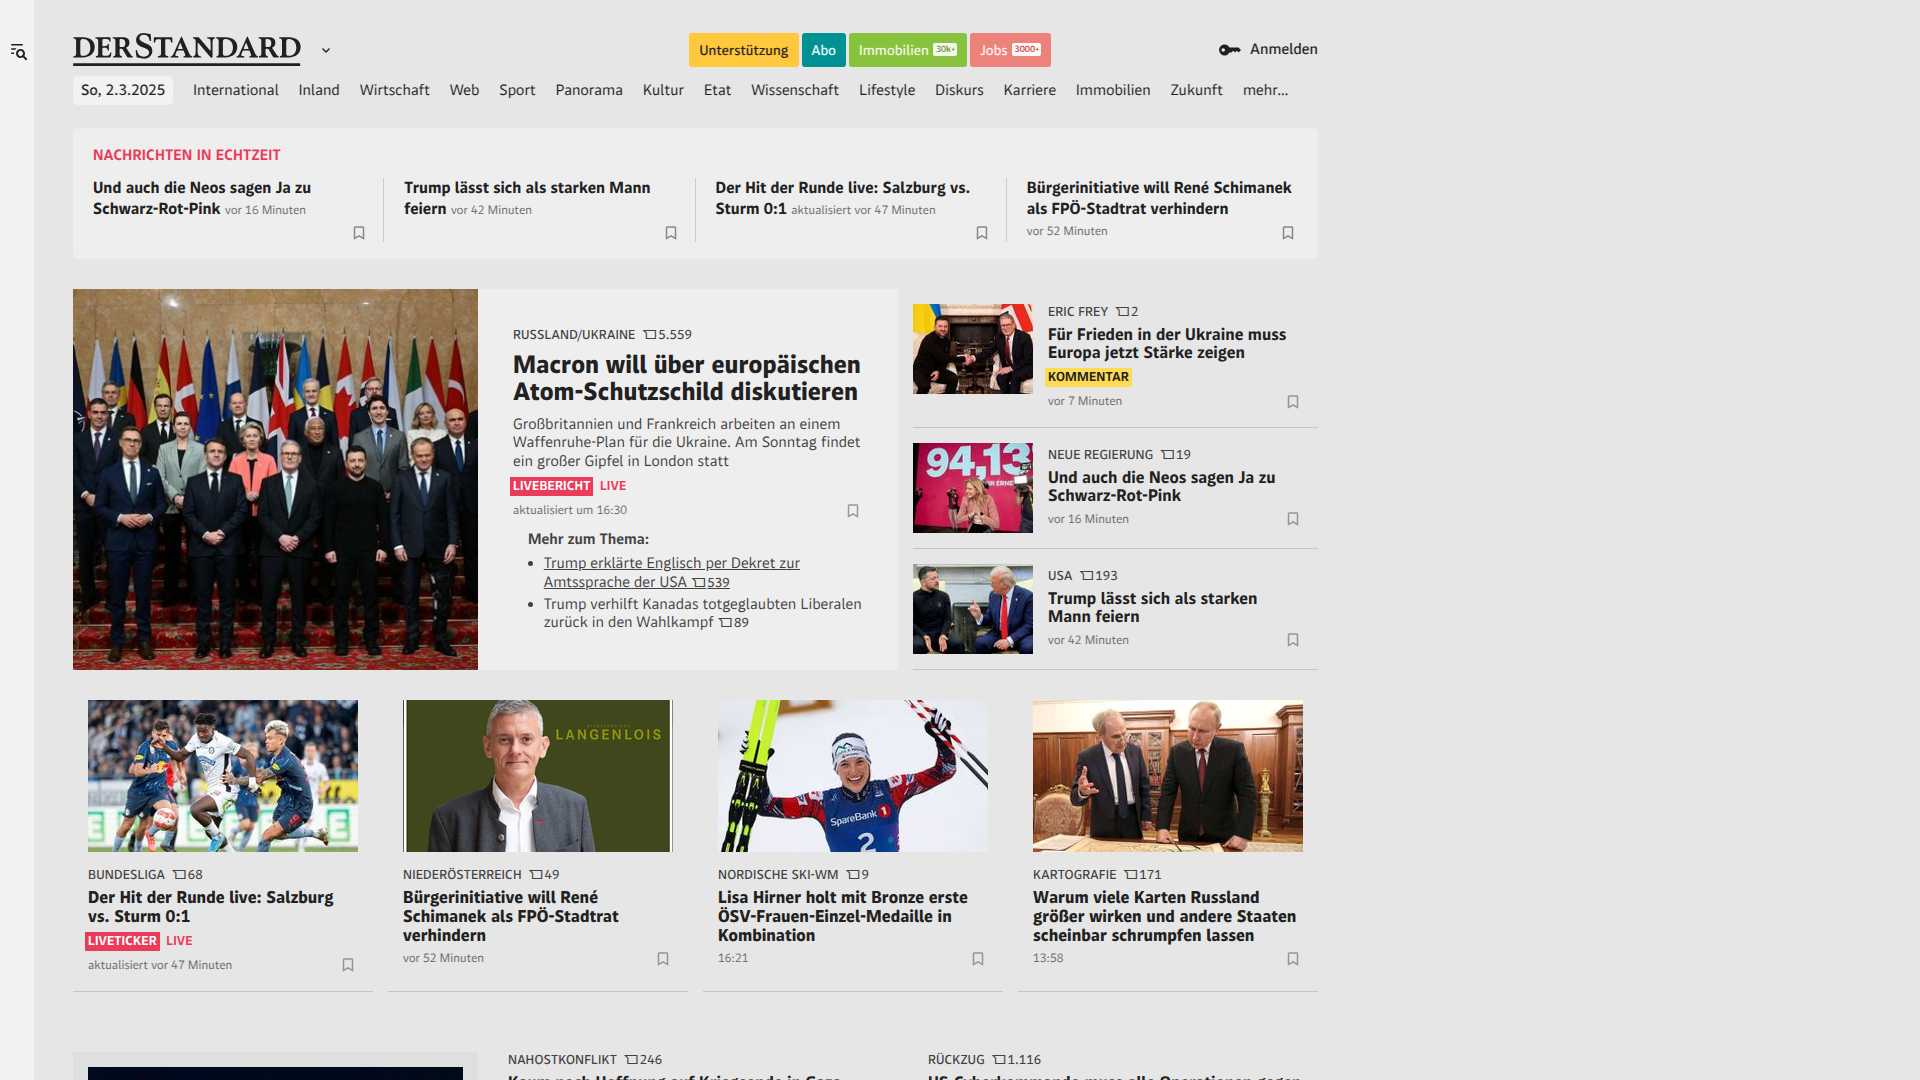 DERSTANDARD
Unterstützung
Abo
Immobilien 30k+
Jobs 3000+
Anmelden
So, 2.3.2025
International
Inland
Wirtschaft
Web
Sport
Panorama
Kultur
Etat
Wissenschaft
Lifestyle
Diskurs
Karriere
Immobilien
Zukunft
mehr...
NACHRICHTEN IN ECHTZEIT
Und auch die Neos sagen Ja zu
Schwarz-Rot-Pink vor 16 Minuten
Trump lässt sich als starken Mann
feiern vor 42 Minuten
Der Hit der Runde live: Salzburg vs.
Sturm 0:1 aktualisiert vor 47 Minuten
Bürgerinitiative will René Schimanek
als FPÖ-Stadtrat verhindern
vor 52 Minuten
RUSSLAND/UKRAINE 5.559
Macron will über europäischen
Atom-Schutzschild diskutieren
Großbritannien und Frankreich arbeiten an einem
Waffenruhe-Plan für die Ukraine. Am Sonntag findet
ein großer Gipfel in London statt
LIVEBERICHT LIVE
aktualisiert um 16:30
Mehr zum Thema:
Trump erklärte Englisch per Dekret zur
Amtssprache der USA 539
Trump verhilft Kanadas totgeglaubten Liberalen
zurück in den Wahlkampf 89
ERIC FREY 2
Für Frieden in der Ukraine muss
Europa jetzt Stärke zeigen
KOMMENTAR
vor 7 Minuten
94,13
NEUE REGIERUNG 19
Und auch die Neos sagen Ja zu
Schwarz-Rot-Pink
vor 16 Minuten
USA 193
Trump lässt sich als starken
Mann feiern
vor 42 Minuten
BUNDESLIGA 68
Der Hit der Runde live: Salzburg
vs. Sturm 0:1
LIVETICKER LIVE
aktualisiert vor 47 Minuten
LANGENLOIS
NIEDERÖSTERREICH 49
Bürgerinitiative will René
Schimanek als FPÖ-Stadtrat
verhindern
vor 52 Minuten
SpareBank 1
2
NORDISCHE SKI-WM 9
Lisa Hirner holt mit Bronze erste
ÖSV-Frauen-Einzel-Medaille in
Kombination
16:21
KARTOGRAFIE 171
Warum viele Karten Russland
größer wirken und andere Staaten
scheinbar schrumpfen lassen
13:58
NAHOSTKONFLIKT 246
RÜCKZUG 1.116